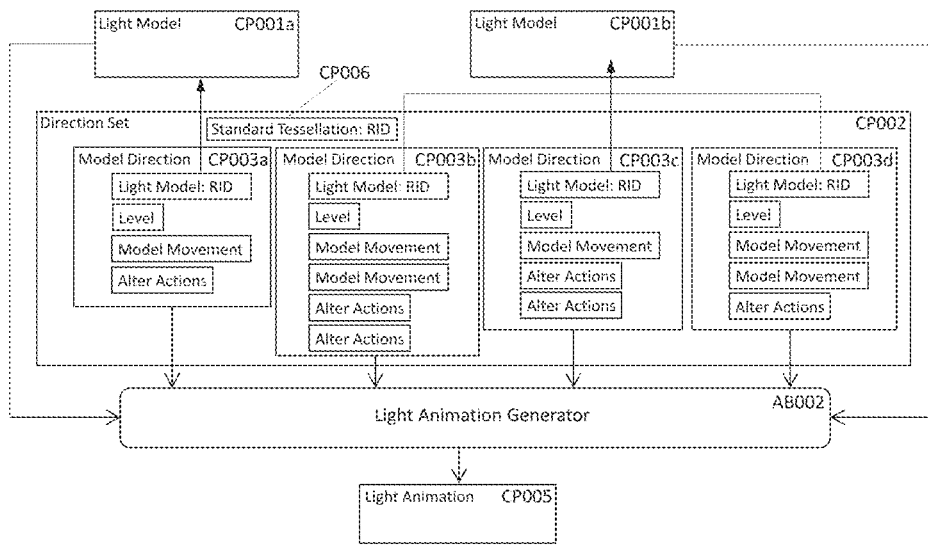 Light Model CP001a
Light Model CP001b
CP006
Direction Set
Standard Tessellation: RID
CP002
Model Direction CP003a
Light Model: RID
Level
Model Movement
Alter Actions
Model Direction CP003b
Light Model: RID
Level
Model Movement
Model Movement
Alter Actions
Alter Actions
Model Direction CP003c
Light Model: RID
Level
Model Movement
Alter Actions
Alter Actions
Model Direction CP003d
Light Model: RID
Level
Model Movement
Model Movement
Alter Actions
Light Animation Generator
AB002
Light Animation CP005